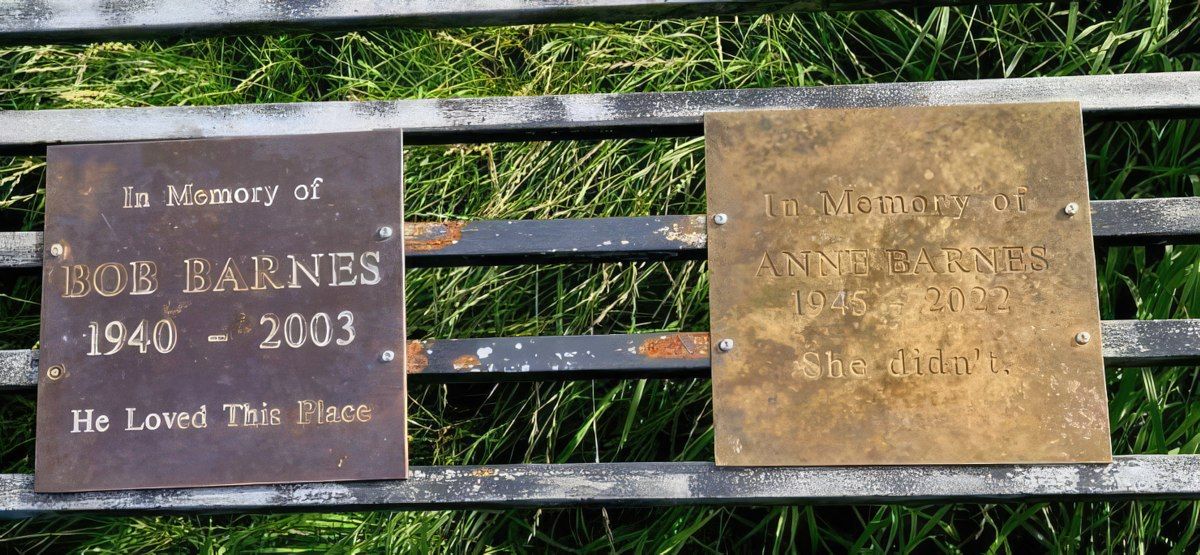 In Memory of
BOB BARNES
1940 - 2003
He Loved This Place
In Memory of
ANNE BARNES
1945 - 2022
She didn't.